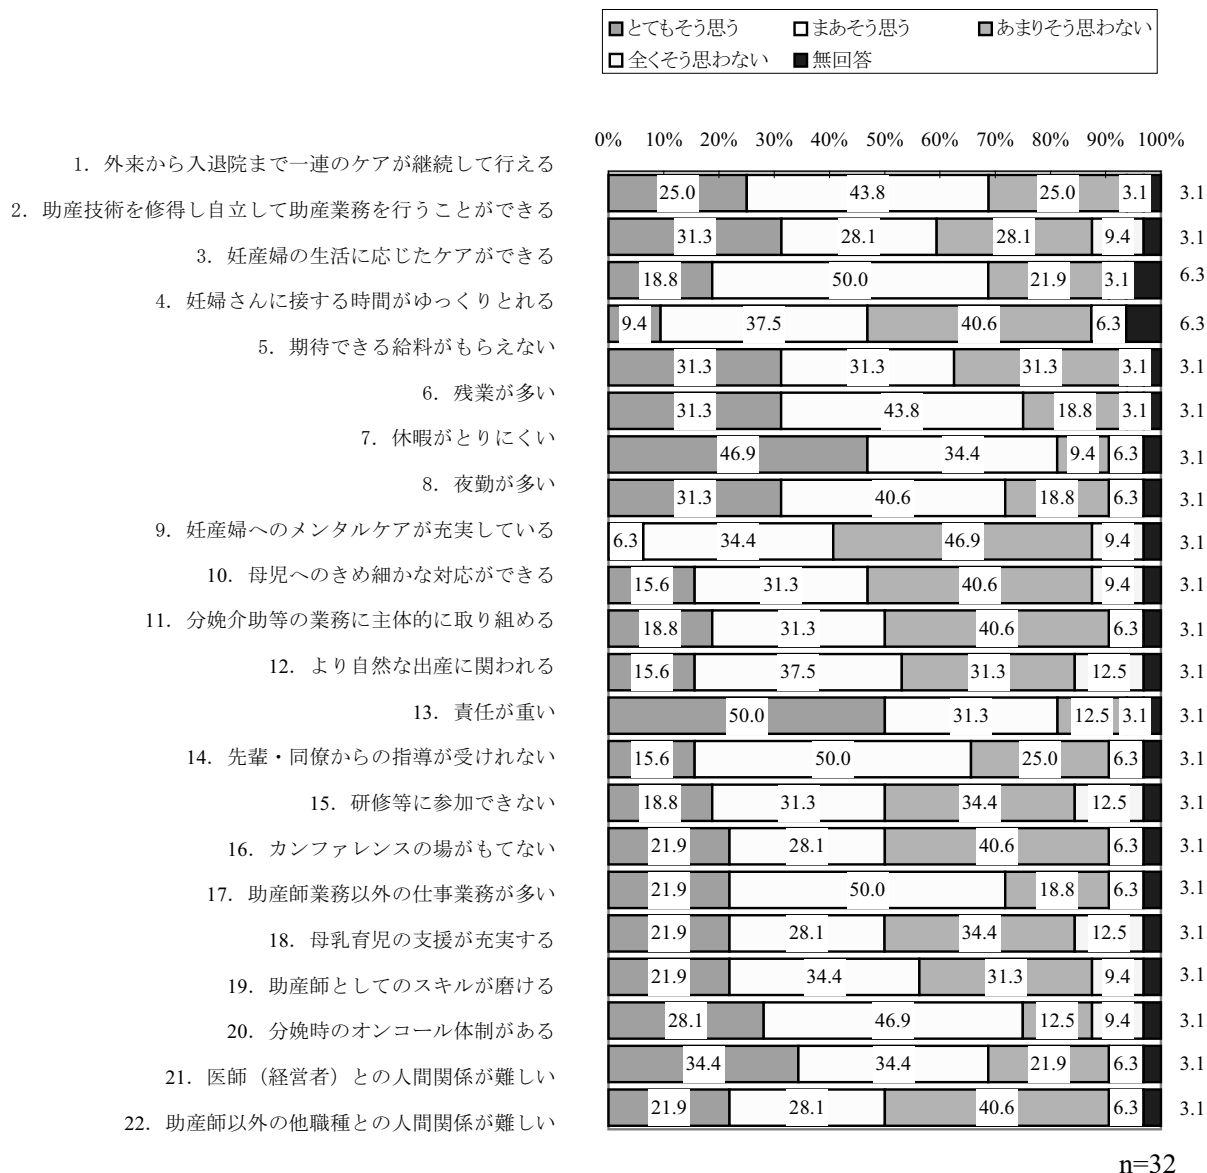 とてもそう思う まあそう思う あまりそう思わない
全くそう思わない 無回答
0% 10% 20% 30% 40% 50% 60% 70% 80% 90% 100%
1. 外来から入退院まで一連のケアが継続して行える 25.0 43.8 25.0 3.1 3.1
2. 助産技術を修得し自立して助産業務を行うことができる 31.3 28.1 28.1 9.4 3.1
3. 妊産婦の生活に応じたケアができる 18.8 50.0 21.9 3.1 6.3
4. 妊婦さんに接する時間がゆっくりとれる 9.4 37.5 40.6 6.3 6.3
5. 期待できる給料がもらえない 31.3 31.3 31.3 3.1 3.1
6. 残業が多い 31.3 43.8 18.8 3.1 3.1
7. 休暇がとりにくい 46.9 34.4 9.4 6.3 3.1
8. 夜勤が多い 31.3 40.6 18.8 6.3 3.1
9. 妊産婦へのメンタルケアが充実している 6.3 34.4 46.9 9.4 3.1
10. 母児へのきめ細かな対応ができる 15.6 31.3 40.6 9.4 3.1
11. 分娩介助等の業務に主体的に取り組める 18.8 31.3 40.6 6.3 3.1
12. より自然な出産に関われる 15.6 37.5 31.3 12.5 3.1
13. 責任が重い 50.0 31.3 12.5 3.1 3.1
14. 先輩・同僚からの指導が受けれない 15.6 50.0 25.0 6.3 3.1
15. 研修等に参加できない 18.8 31.3 34.4 12.5 3.1
16. カンファレンスの場がもてない 21.9 28.1 40.6 6.3 3.1
17. 助産師業務以外の仕事業務が多い 21.9 50.0 18.8 6.3 3.1
18. 母乳育児の支援が充実する 21.9 28.1 34.4 12.5 3.1
19. 助産師としてのスキルが磨ける 21.9 34.4 31.3 9.4 3.1
20. 分娩時のオンコール体制がある 28.1 46.9 12.5 9.4 3.1
21. 医師（経営者）との人間関係が難しい 34.4 34.4 21.9 6.3 3.1
22. 助産師以外の他職種との人間関係が難しい 21.9 28.1 40.6 6.3 3.1
n=32